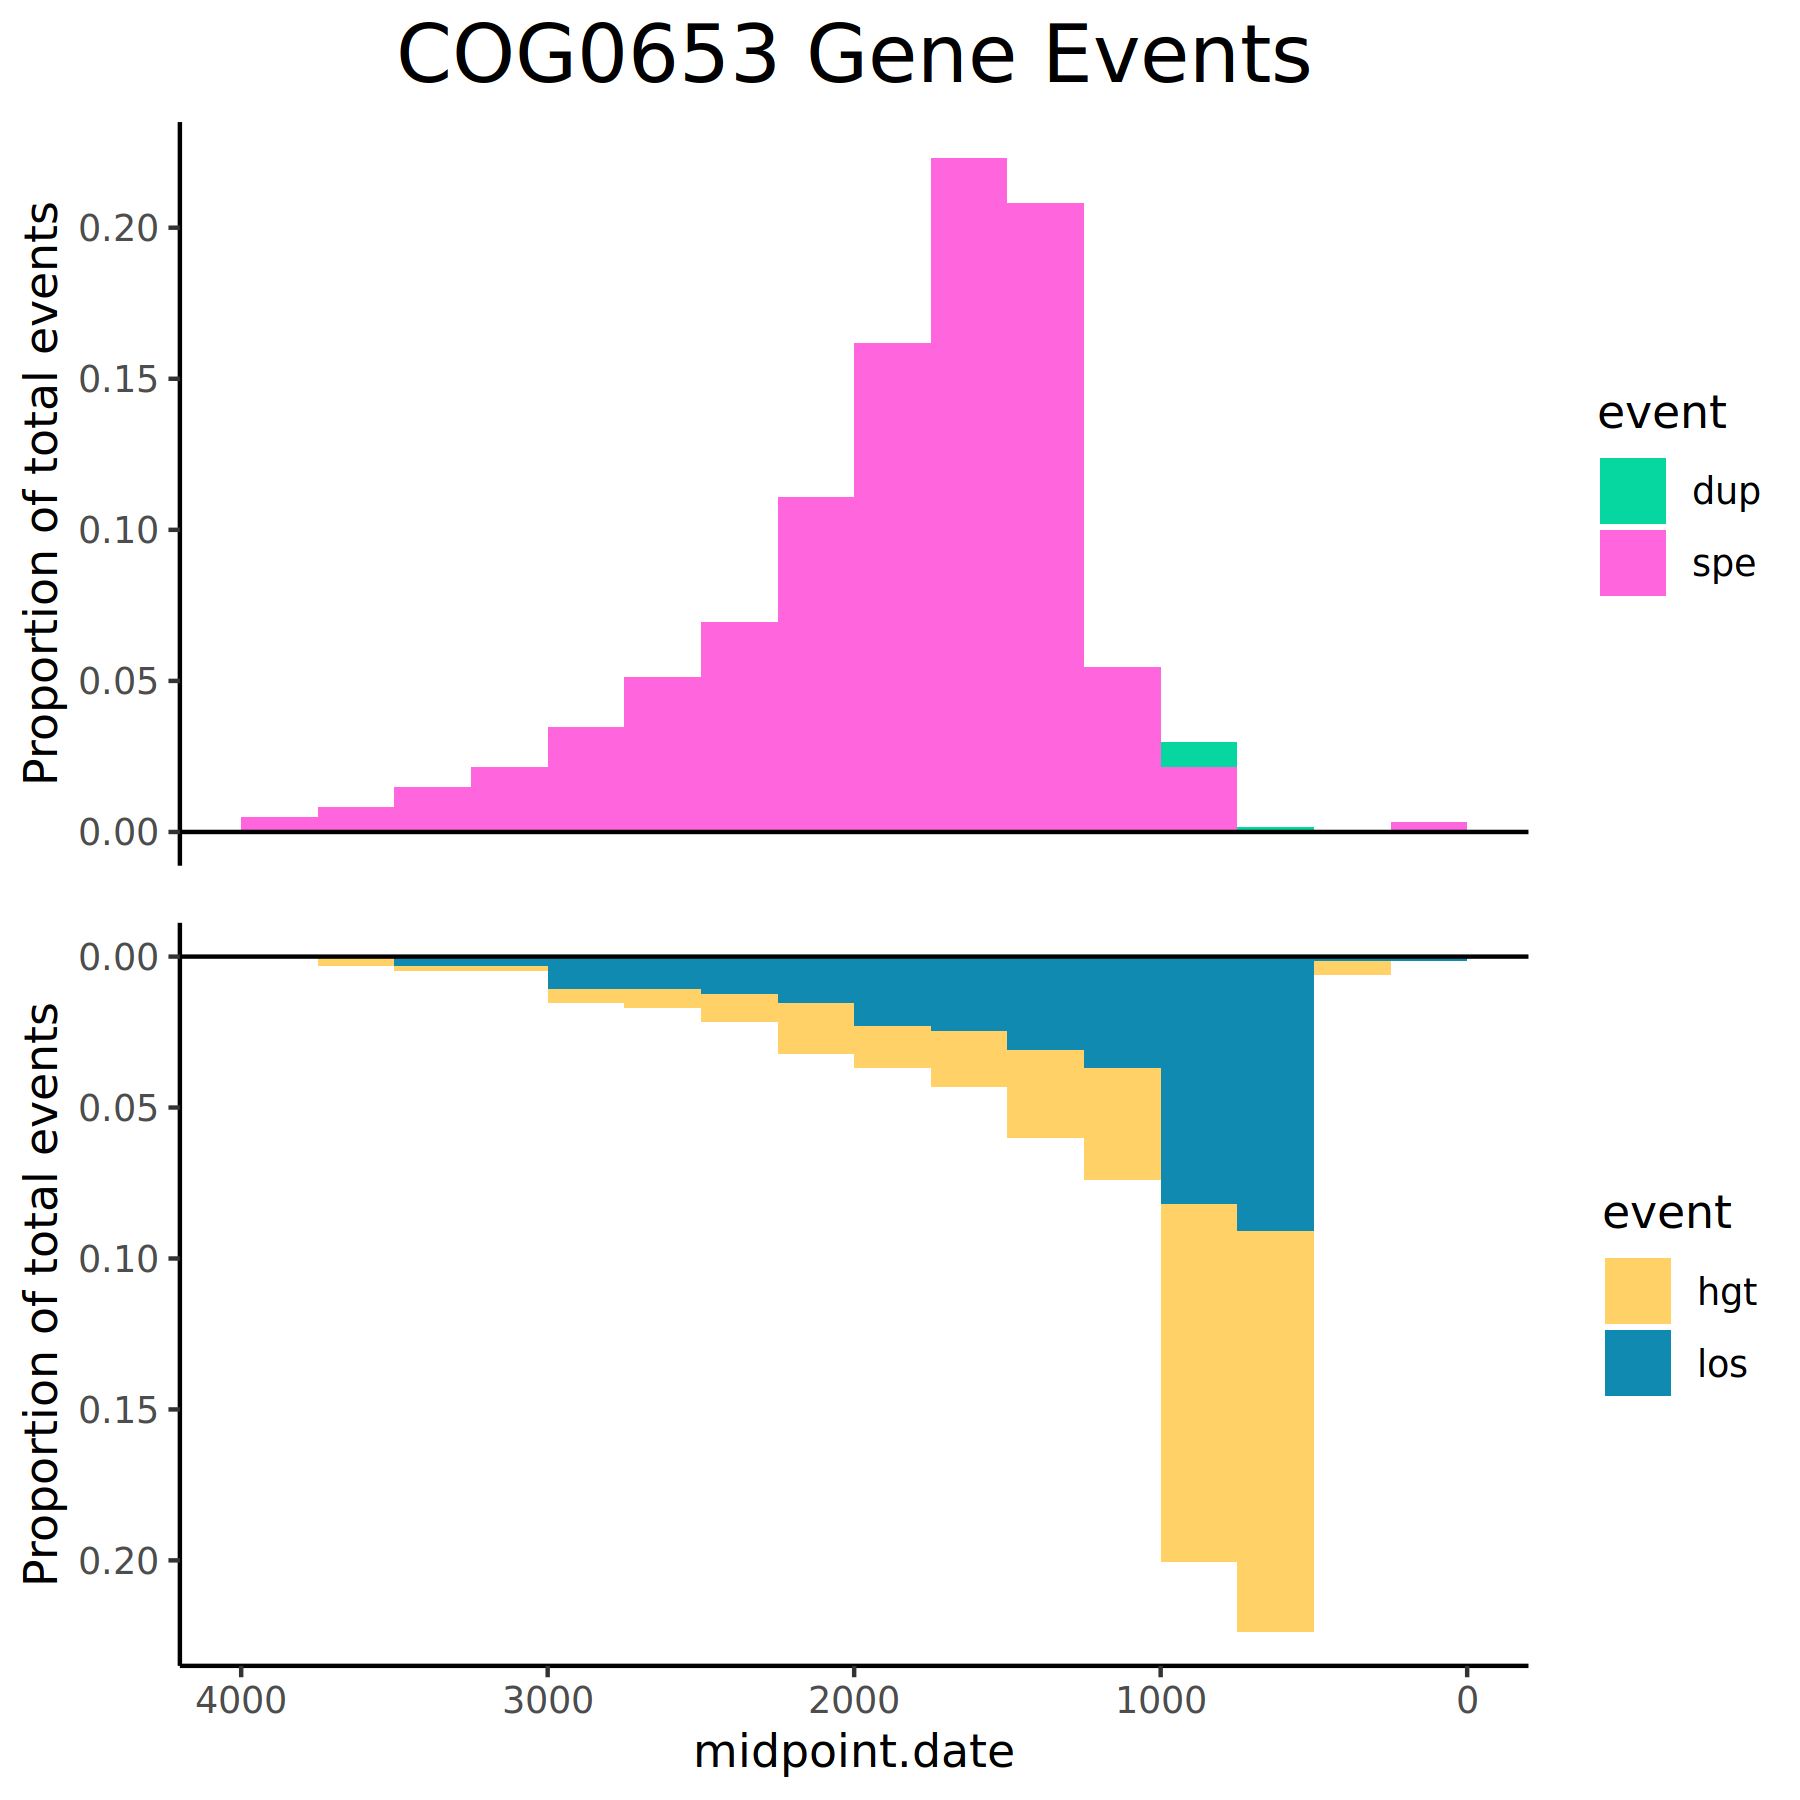 COG0653 Gene Events
Proportion of total events
0.20
0.15
0.10
0.05
0.00
event
dup
spe
Proportion of total events
0.00
0.05
0.10
0.15
0.20
event
hgt
los
4000 3000 2000 1000 0
midpoint.date